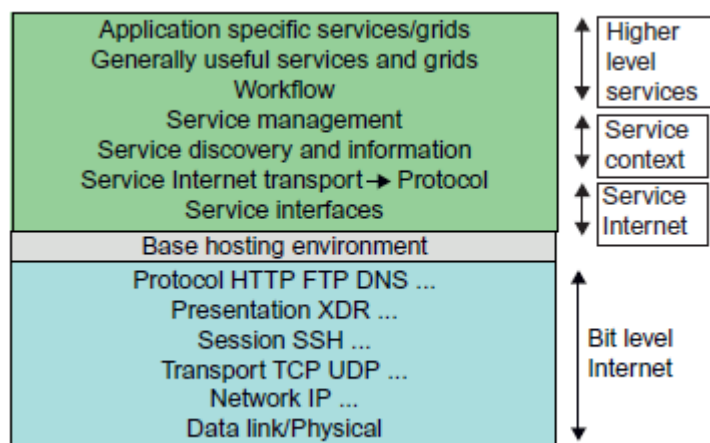 Application specific services/grids
Generally useful services and grids
Workflow
Service management
Service discovery and information
Service Internet transport → Protocol
Service interfaces
Base hosting environment
Protocol HTTP FTP DNS ...
Presentation XDR ...
Session SSH ...
Transport TCP UDP ...
Network IP ...
Data link/Physical
Higher
level
services
Service
context
Service
Internet
Bit level
Internet